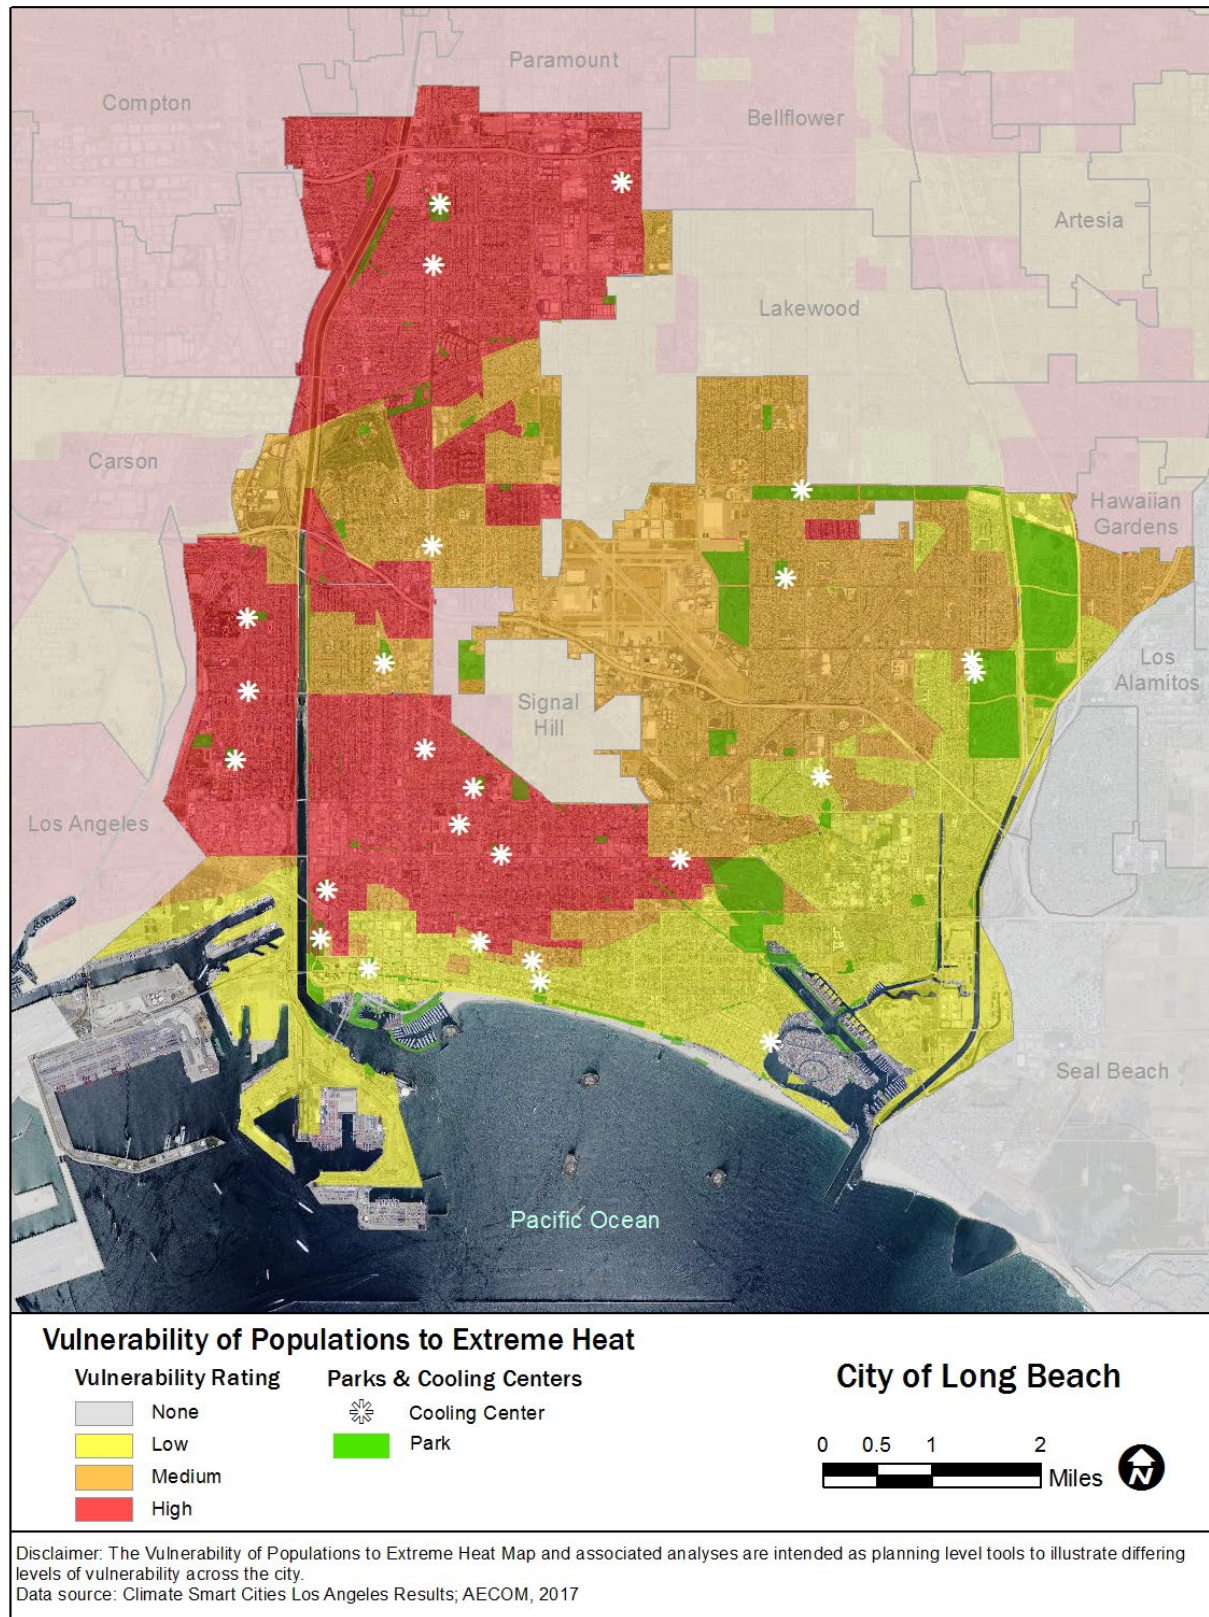 Paramount
Compton
Bellflower
Artesia
Lakewood
Carson
Hawaiian
Gardens
Los
Alamitos
Signal
Hill
Los Angeles
Seal Beach
Pacific Ocean
Vulnerability of Populations to Extreme Heat
Vulnerability Rating
None
Low
Medium
High
Parks & Cooling Centers
Cooling Center
Park
City of Long Beach
0 0.5 1 2
Miles
N
Disclaimer: The Vulnerability of Populations to Extreme Heat Map and associated analyses are intended as planning level tools to illustrate differing
levels of vulnerability across the city.
Data source: Climate Smart Cities Los Angeles Results; AECOM, 2017